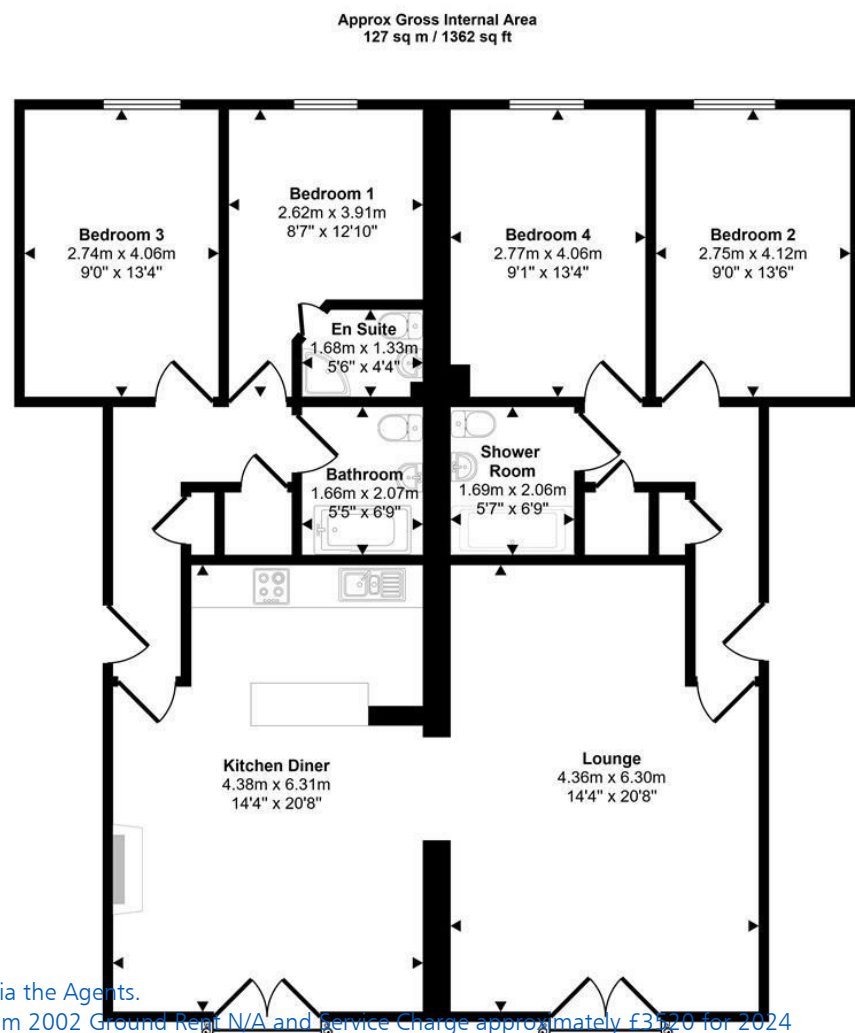 Approx Gross Internal Area
127 sq m / 1362 sq ft
Bedroom 3
2.74m x 4.06m
9'0" x 13'4"
Bedroom 1
2.62m x 3.91m
8'7" x 12'10"
Bedroom 4
2.77m x 4.06m
9'1" x 13'4"
Bedroom 2
2.75m x 4.12m
9'0" x 13'6"
En Suite
1.68m x 1.33m
5'6" x 4'4"
Bathroom
1.66m x 2.07m
5'5" x 6'9"
Shower
Room
1.69m x 2.06m
5'7" x 6'9"
Kitchen Diner
4.38m x 6.31m
14'4" x 20'8"
Lounge
4.36m x 6.30m
14'4" x 20'8"
ia the Agents.
m 2002 Ground Rent N/A and Service Charge approximately £3520 for 2024